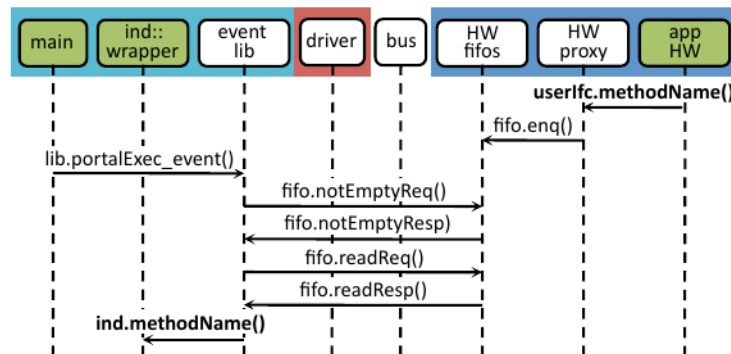 main
ind::
wrapper
event
lib
driver
bus
HW
fifos
HW
proxy
app
HW
userIfc.methodName()
fifo.enq()
lib.portalExec_event()
fifo.notEmptyReq()
fifo.notEmptyResp)
fifo.readReq()
fifo.readResp()
ind.methodName()